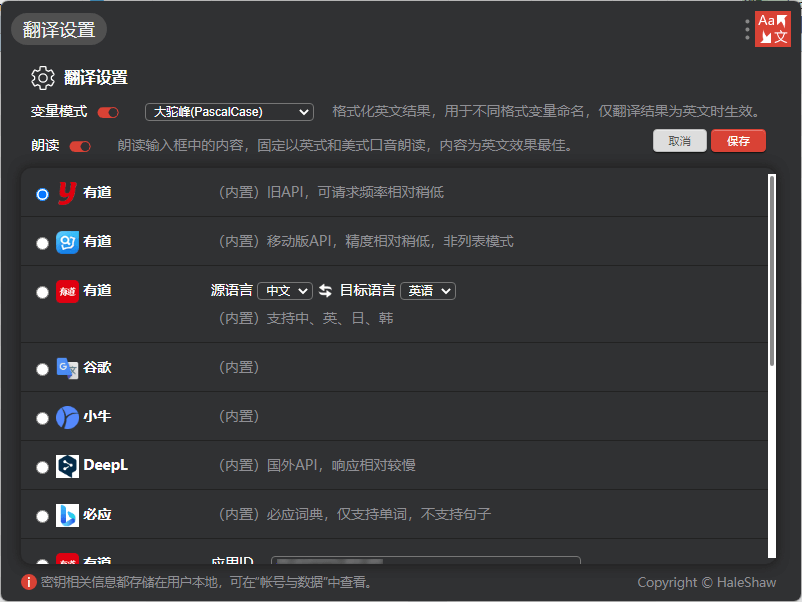 翻译设置
Aa
文
翻译设置
变量模式 大驼峰(PascalCase) 格式化英文结果，用于不同格式变量命名，仅翻译结果为英文时生效。
朗读 朗读输入框中的内容，固定以英式和美式口音朗读，内容为英文效果最佳。
取消 保存
y 有道 （内置）旧API，可请求频率相对稍低
有道 （内置）移动版API，精度相对稍低，非列表模式
有道 有道 源语言 中文 目标语言 英语
（内置）支持中、英、日、韩
G 文 谷歌 （内置）
小牛 （内置）
DeepL （内置）国外API，响应相对较慢
必应 （内置）必应词典，仅支持单词，不支持句子
有道 有道 应用ID
密钥相关信息都存储在用户本地，可在“帐号与数据”中查看。 Copyright © HaleShaw